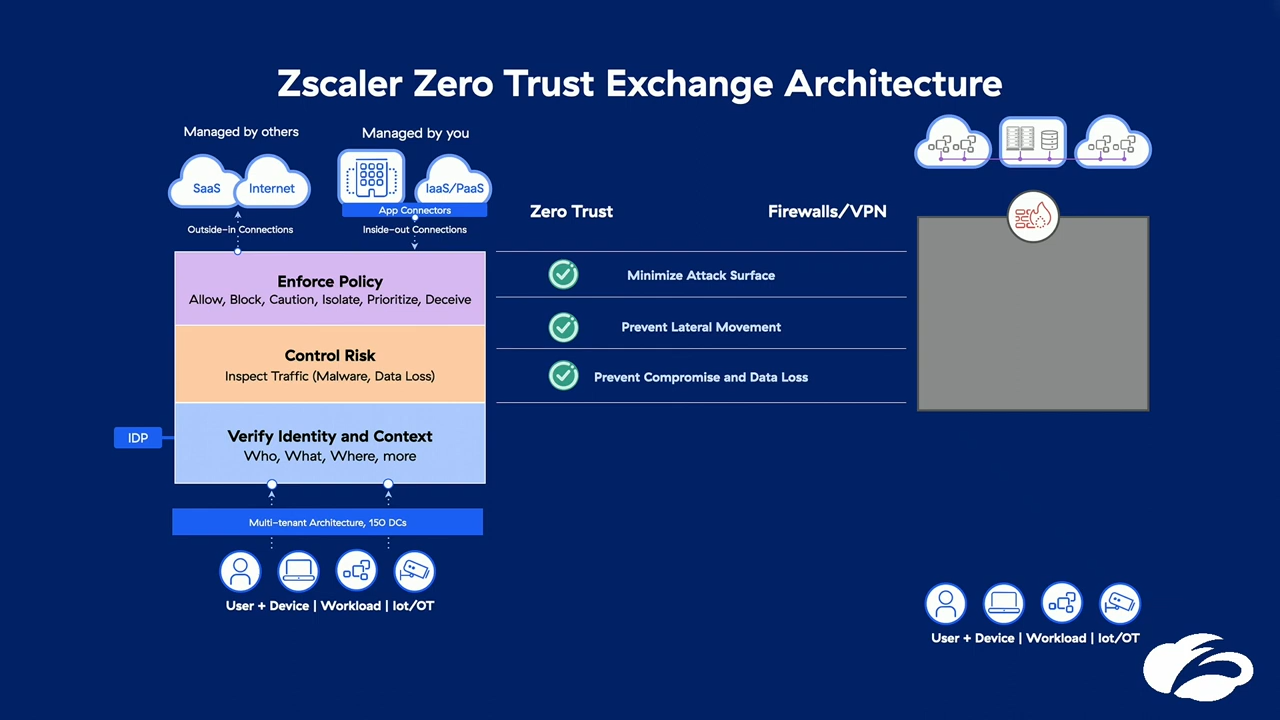 Zscaler Zero Trust Exchange Architecture
Managed by others
Managed by you
SaaS
Internet
IaaS/PaaS
App Connectors
Outside-in Connections
Inside-out Connections
Enforce Policy
Allow, Block, Caution, Isolate, Prioritize, Deceive
Control Risk
Inspect Traffic (Malware, Data Loss)
IDP
Verify Identity and Context
Who, What, Where, more
Multi-tenant Architecture, 150 DCs
User + Device | Workload | Iot/OT
Zero Trust
Firewalls/VPN
Minimize Attack Surface
Prevent Lateral Movement
Prevent Compromise and Data Loss
User + Device | Workload | Iot/OT